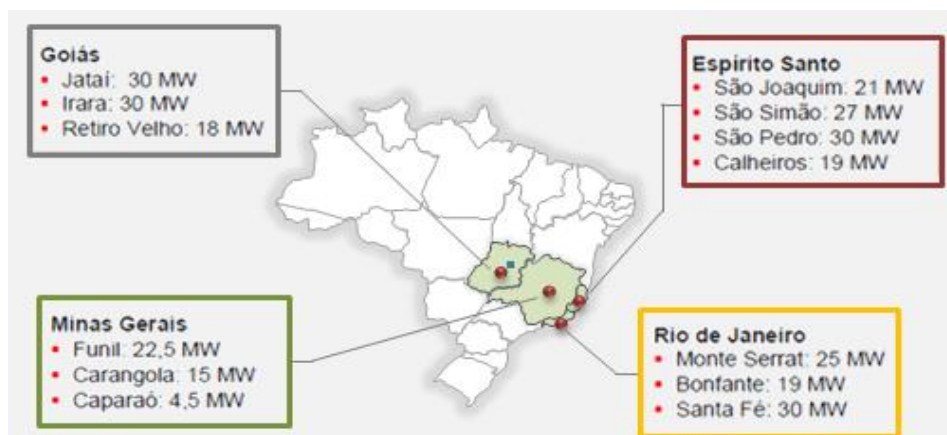 Goiás
▪ Jataí: 30 MW
▪ Irara: 30 MW
▪ Retiro Velho: 18 MW
Espírito Santo
▪ São Joaquim: 21 MW
▪ São Simão: 27 MW
▪ São Pedro: 30 MW
▪ Calheiros: 19 MW
Minas Gerais
▪ Funil: 22,5 MW
▪ Carangola: 15 MW
▪ Caparaó: 4,5 MW
Rio de Janeiro
▪ Monte Serrat: 25 MW
▪ Bonfante: 19 MW
▪ Santa Fé: 30 MW